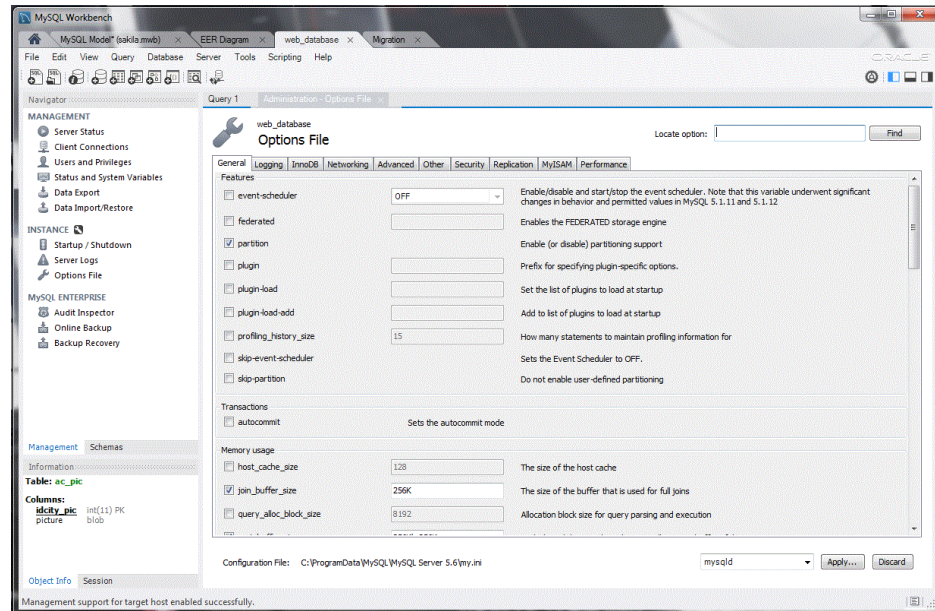 MySQL Workbench
MySQL Model* (sakila.mwb)
EER Diagram
web_database
Migration
File Edit View Query Database Server Tools Scripting Help
ORACLE
Navigator
MANAGEMENT
Server Status
Client Connections
Users and Privileges
Status and System Variables
Data Export
Data Import/Restore
INSTANCE
Startup / Shutdown
Server Logs
Options File
MySQL ENTERPRISE
Audit Inspector
Online Backup
Backup Recovery
Management Schemas
Information
Table: ac_pic
Columns:
idcity_pic int(11) PK
picture blob
Object Info Session
Query 1
Administration - Options File
web_database
Options File
Locate option:
Find
General Logging InnoDB Networking Advanced Other Security Replication MyISAM Performance
Features
event-scheduler OFF Enable/disable and start/stop the event scheduler. Note that this variable underwent significant
changes in behavior and permitted values in MySQL 5.1.11 and 5.1.12
federated Enables the FEDERATED storage engine
partition Enable (or disable) partitioning support
plugin Prefix for specifying plugin-specific options.
plugin-load Set the list of plugins to load at startup
plugin-load-add Add to list of plugins to load at startup
profiling_history_size 15 How many statements to maintain profiling information for
skip-event-scheduler Sets the Event Scheduler to OFF.
skip-partition Do not enable user-defined partitioning
Transactions
autocommit Sets the autocommit mode
Memory usage
host_cache_size 128 The size of the host cache
join_buffer_size 256K The size of the buffer that is used for full joins
query_alloc_block_size 8192 Allocation block size for query parsing and execution
Configuration File: C:\ProgramData\MySQL\MySQL Server 5.6\my.ini
mysqld
Apply...
Discard
Management support for target host enabled successfully.